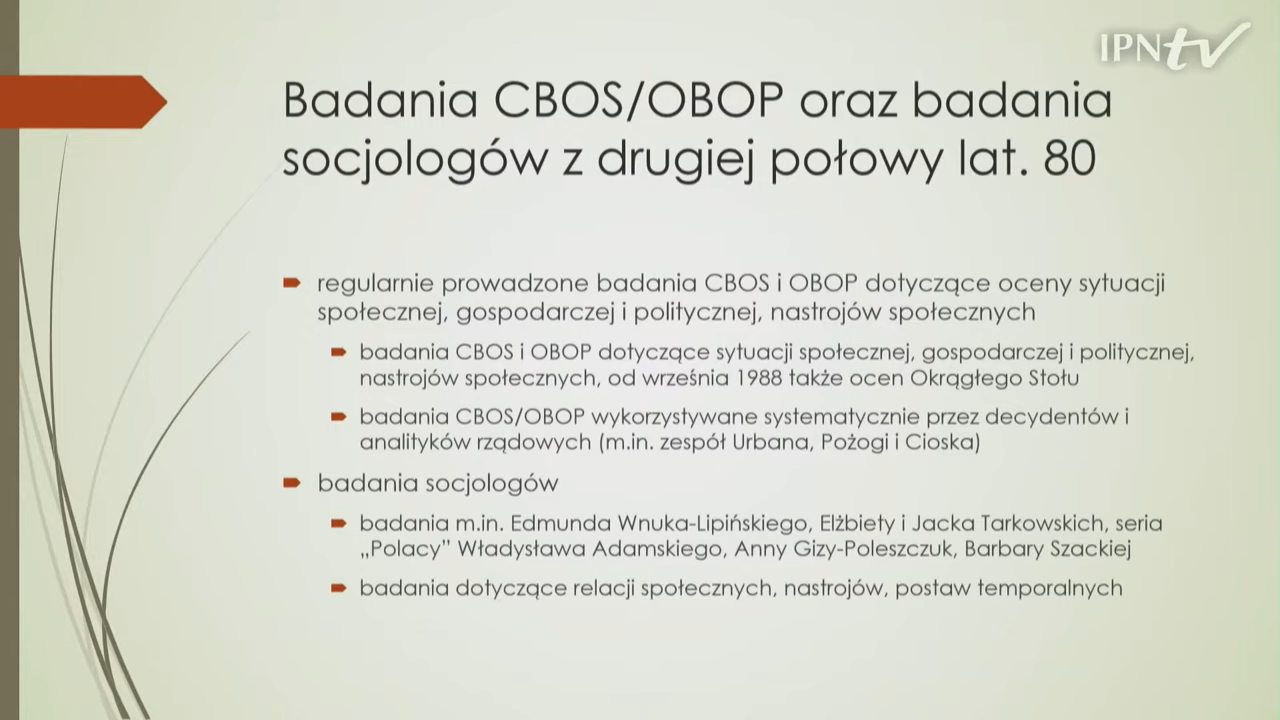 IPNtv
Badania CBOS/OBOP oraz badania
socjologów z drugiej połowy lat. 80
regularnie prowadzone badania CBOS i OBOP dotyczące oceny sytuacji
społecznej, gospodarczej i politycznej, nastrojów społecznych
badania CBOS i OBOP dotyczące sytuacji społecznej, gospodarczej i politycznej,
nastrojów społecznych, od września 1988 także ocen Okrągłego Stołu
badania CBOS/OBOP wykorzystywane systematycznie przez decydentów i
analityków rządowych (m.in. zespół Urbana, Pożogi i Cioska)
badania socjologów
badania m.in. Edmunda Wnuka-Lipińskiego, Elżbiety i Jacka Tarkowskich, seria
„Polacy” Władysława Adamskiego, Anny Gizy-Poleszczuk, Barbary Szackiej
badania dotyczące relacji społecznych, nastrojów, postaw temporalnych